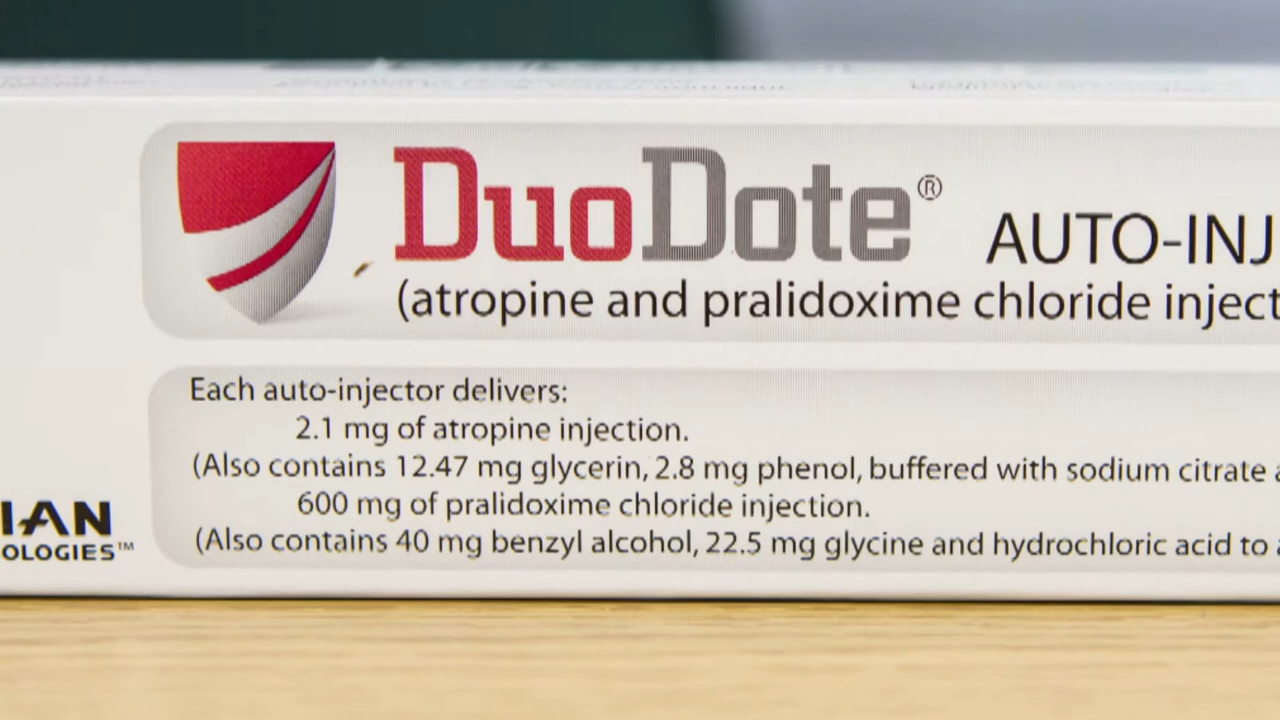 DuoDote® AUTO-INJ
(atropine and pralidoxime chloride inject
Each auto-injector delivers:
2.1 mg of atropine injection.
(Also contains 12.47 mg glycerin, 2.8 mg phenol, buffered with sodium citrate a
600 mg of pralidoxime chloride injection.
(Also contains 40 mg benzyl alcohol, 22.5 mg glycine and hydrochloric acid to a
IAN
OLOGIES™